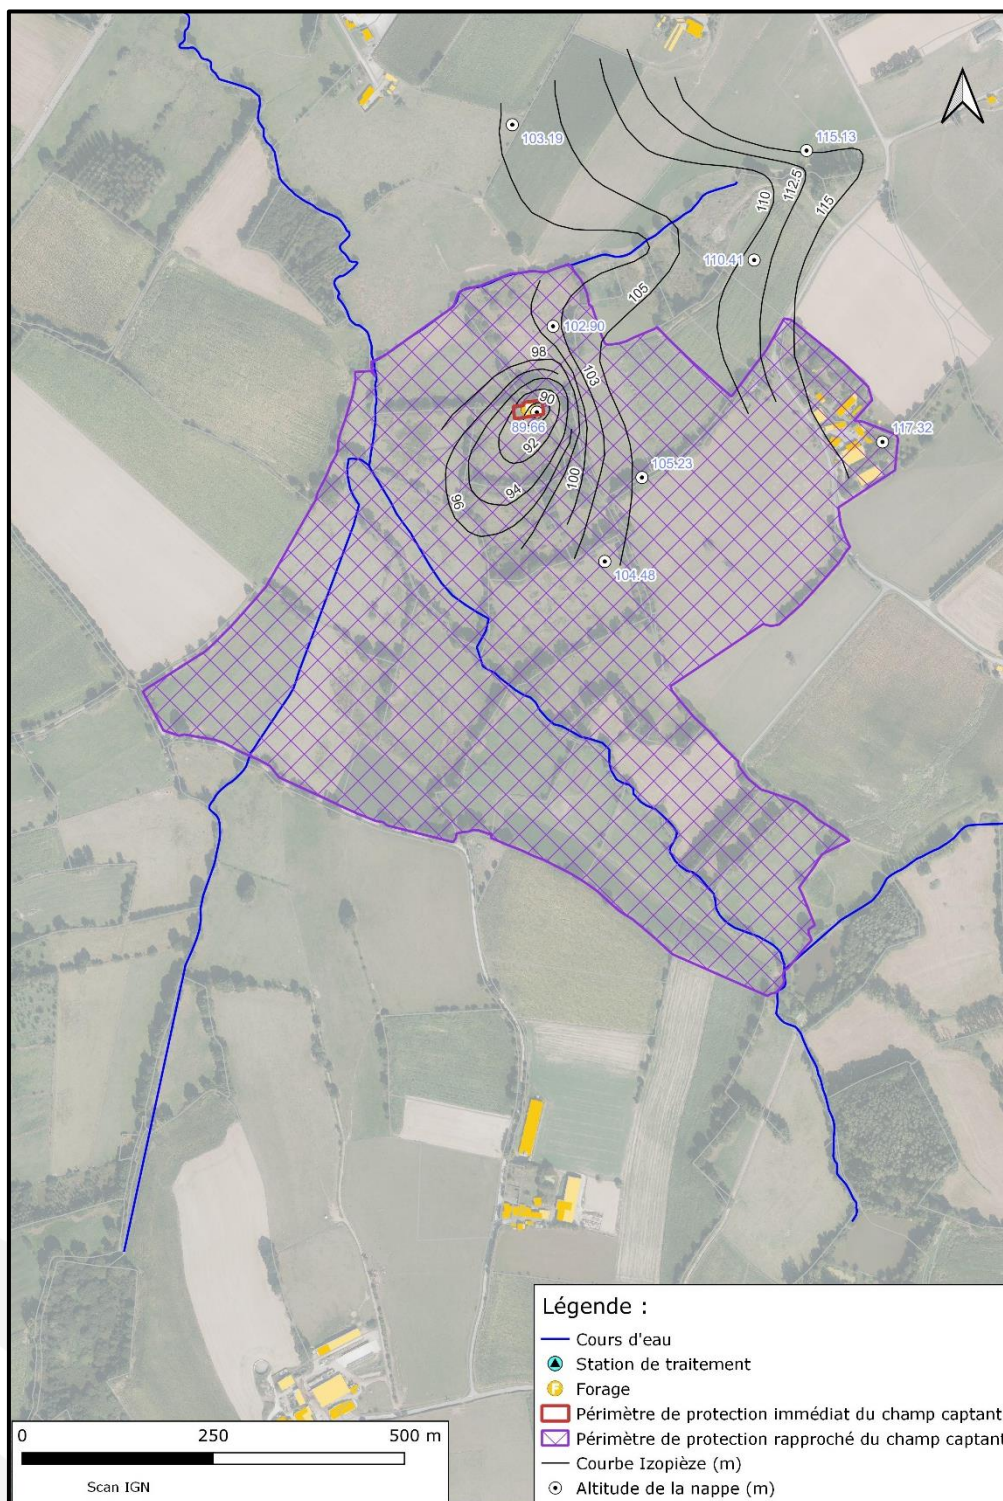 103.19
115.13
110
112.5
115
110.41
105
102.90
98
103
90
89.66
92
117.32
94
96
100
105.23
104.48
Légende :
Cours d'eau
Station de traitement
F Forage
Périmètre de protection immédiat du champ captant
Périmètre de protection rapproché du champ captant
Courbe Izopièze (m)
Altitude de la nappe (m)
0 250 500 m
Scan IGN